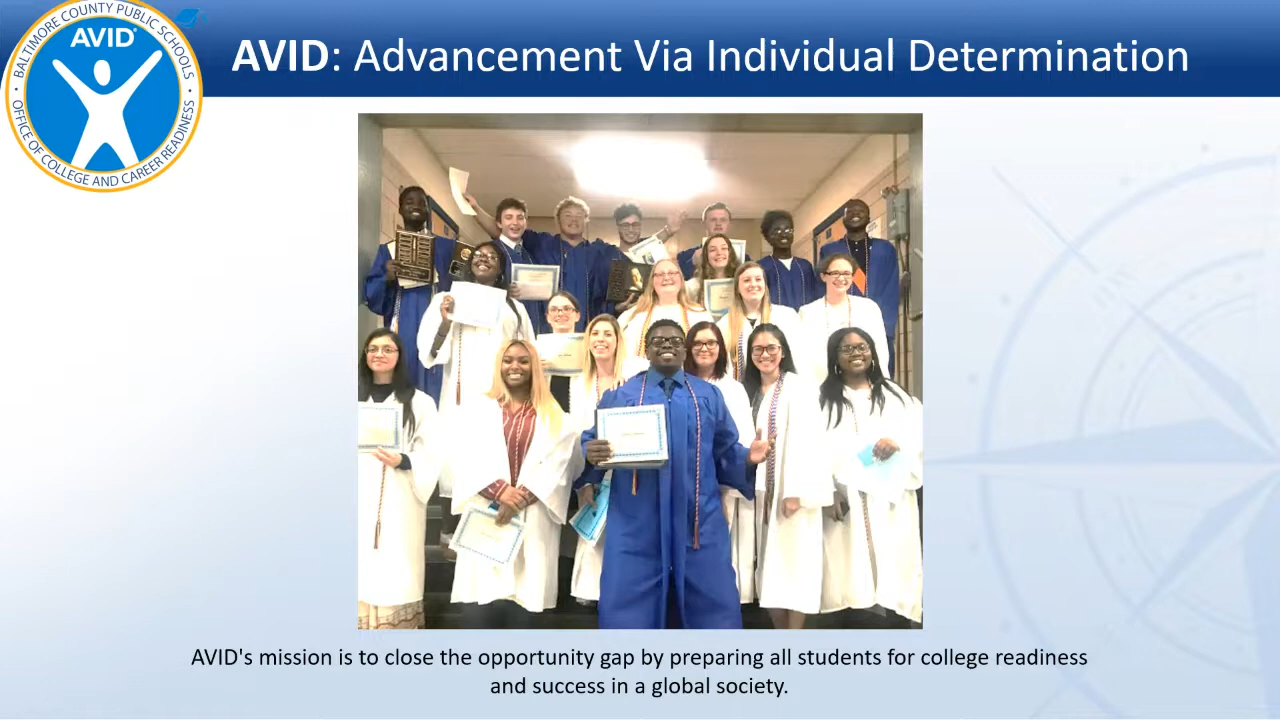 BALTIMORE COUNTY PUBLIC SCHOOLS
AVID®
OFFICE OF COLLEGE AND CAREER READINESS
AVID: Advancement Via Individual Determination
AVID's mission is to close the opportunity gap by preparing all students for college readiness
and success in a global society.